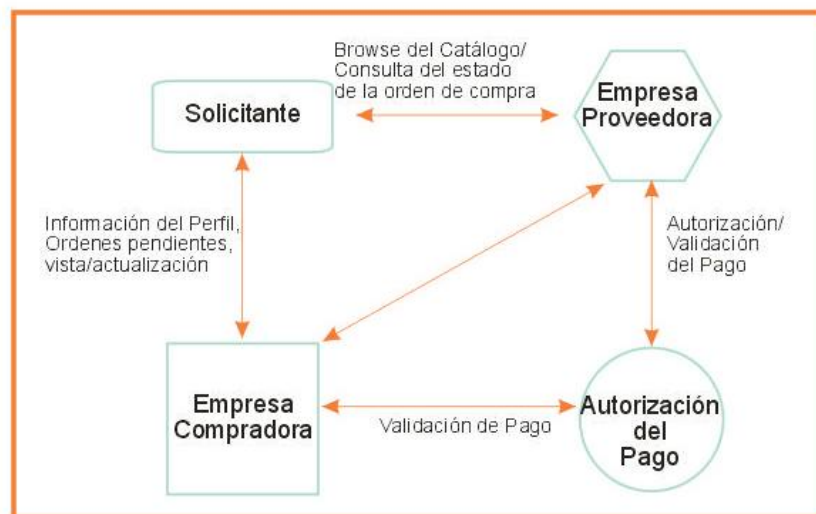 Browse del Catálogo/
Consulta del estado
de la orden de compra
Solicitante
Empresa
Proveedora
Información del Perfil,
Ordenes pendientes,
vista/actualización
Autorización/
Validación
del Pago
Empresa
Compradora
Validación de Pago
Autorización
del
Pago